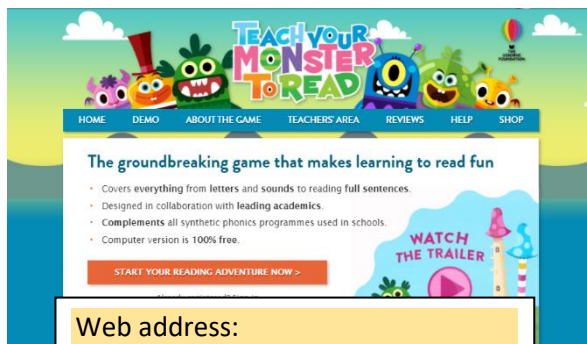 TEACH YOUR
MONSTER
TO READ
THE
USBORNE
FOUNDATION
HOME DEMO ABOUT THE GAME TEACHERS' AREA REVIEWS HELP SHOP
The groundbreaking game that makes learning to read fun
· Covers everything from letters and sounds to reading full sentences.
· Designed in collaboration with leading academics.
· Complements all synthetic phonics programmes used in schools.
· Computer version is 100% free.
WATCH
THE TRAILER
START YOUR READING ADVENTURE NOW >
Web address: